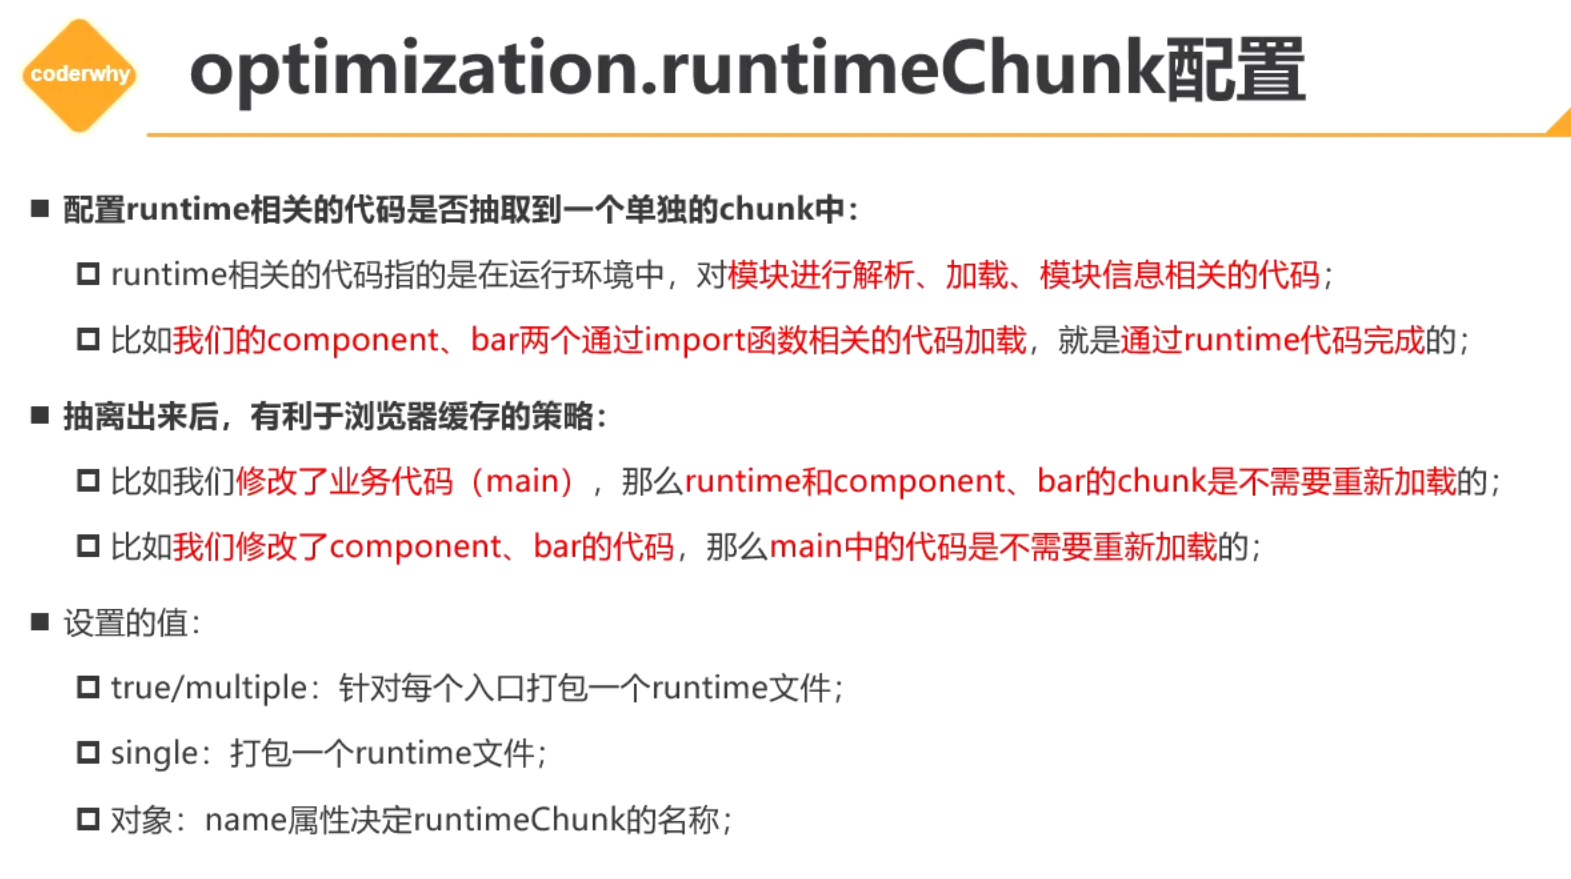 coderwhy
optimization.runtimeChunk配置
配置runtime相关的代码是否抽取到一个单独的chunk中：
runtime相关的代码指的是在运行环境中，对模块进行解析、加载、模块信息相关的代码；
比如我们的component、bar两个通过import函数相关的代码加载，就是通过runtime代码完成的；
抽离出来后，有利于浏览器缓存的策略：
比如我们修改了业务代码（main），那么runtime和component、bar的chunk是不需要重新加载的；
比如我们修改了component、bar的代码，那么main中的代码是不需要重新加载的；
设置的值：
true/multiple：针对每个入口打包一个runtime文件；
single：打包一个runtime文件；
对象：name属性决定runtimeChunk的名称；